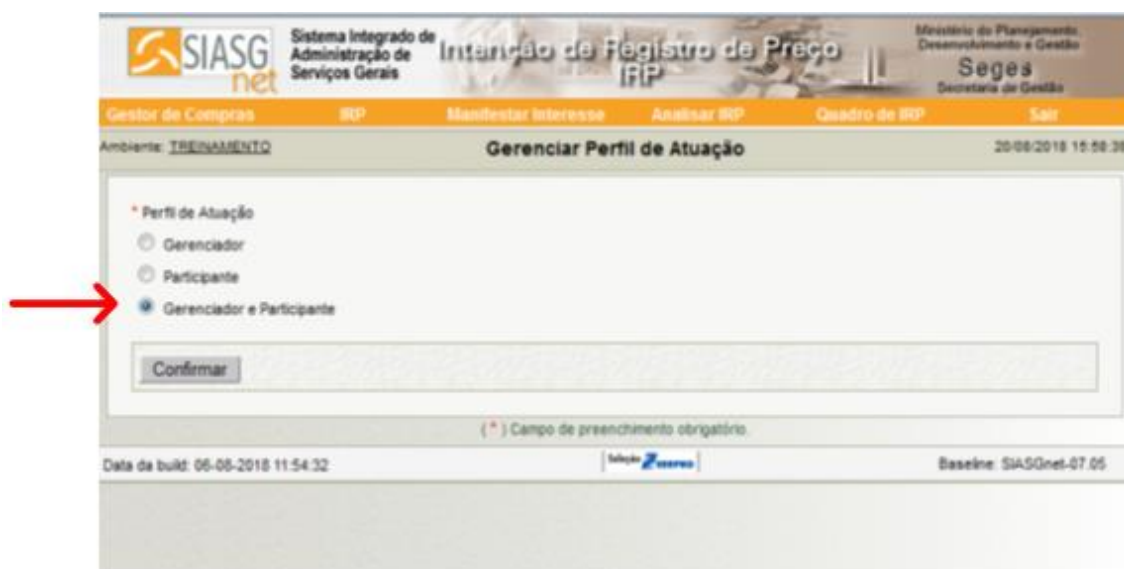 SIASG
net
Sistema Integrado de
Administração de
Serviços Gerais
Intenção de Registro de Preço
IRP
Ministério do Planejamento,
Desenvolvimento e Gestão
Seges
Secretaria de Gestão
Gestor de Compras IRP Manifestar Interesse Analisar IRP Quadro de IRP Sair
Ambiente: TREINAMENTO Gerenciar Perfil de Atuação 20/08/2018 15:58:38
* Perfil de Atuação
Gerenciador
Participante
Gerenciador e Participante
Confirmar
( * ) Campo de preenchimento obrigatório.
Data da build: 06-08-2018 11:54:32 Baseline: SIASGnet-07.05